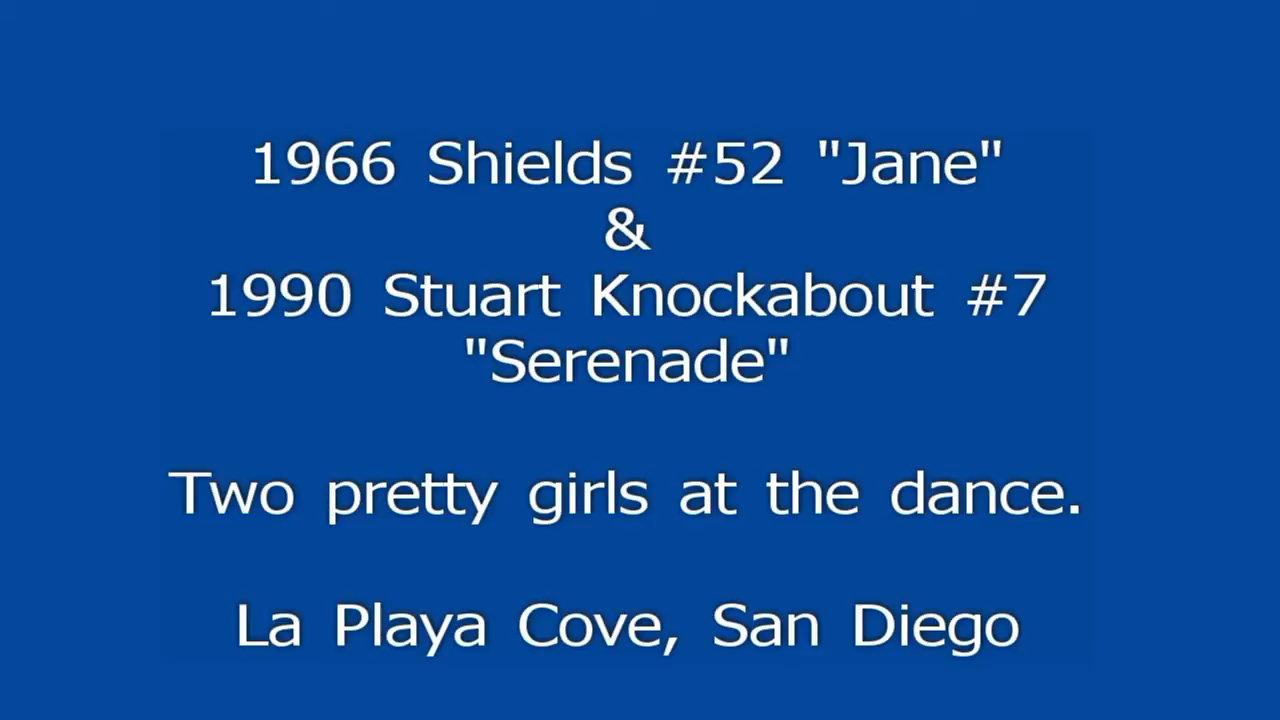 1966 Shields #52 "Jane"
&
1990 Stuart Knockabout #7
"Serenade"
Two pretty girls at the dance.
La Playa Cove, San Diego